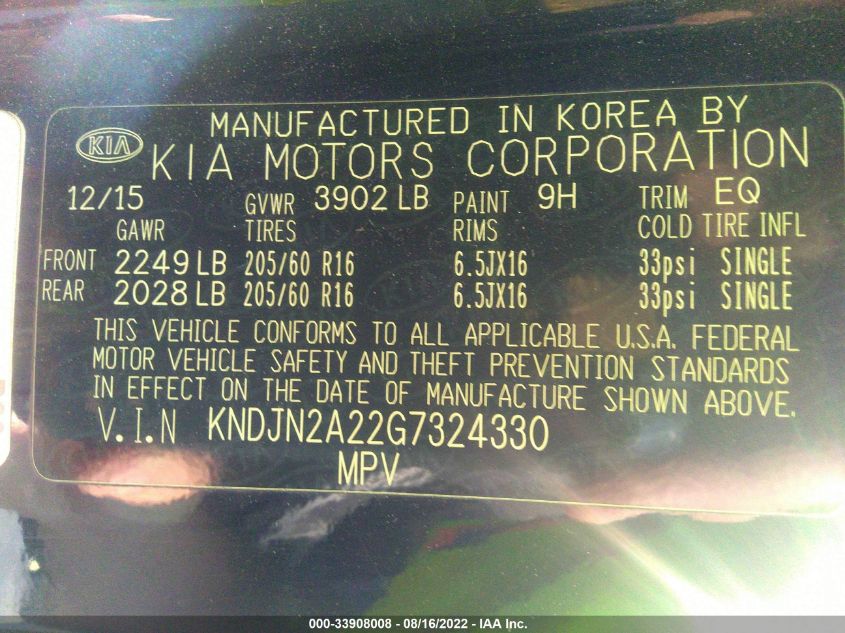 MANUFACTURED IN KOREA BY
KIA KIA MOTORS CORPORATION
12/15 GVWR 3902 LB PAINT 9H TRIM EQ
GAWR TIRES RIMS COLD TIRE INFL
FRONT 2249 LB 205/60 R16 6.5JX16 33psi SINGLE
REAR 2028 LB 205/60 R16 6.5JX16 33psi SINGLE
THIS VEHICLE CONFORMS TO ALL APPLICABLE U.S.A. FEDERAL
MOTOR VEHICLE SAFETY AND THEFT PREVENTION STANDARDS
IN EFFECT ON THE DATE OF MANUFACTURE SHOWN ABOVE.
V.I.N KNDJN2A22G7324330
MPV
000-33908008 - 08/16/2022 - IAA Inc.